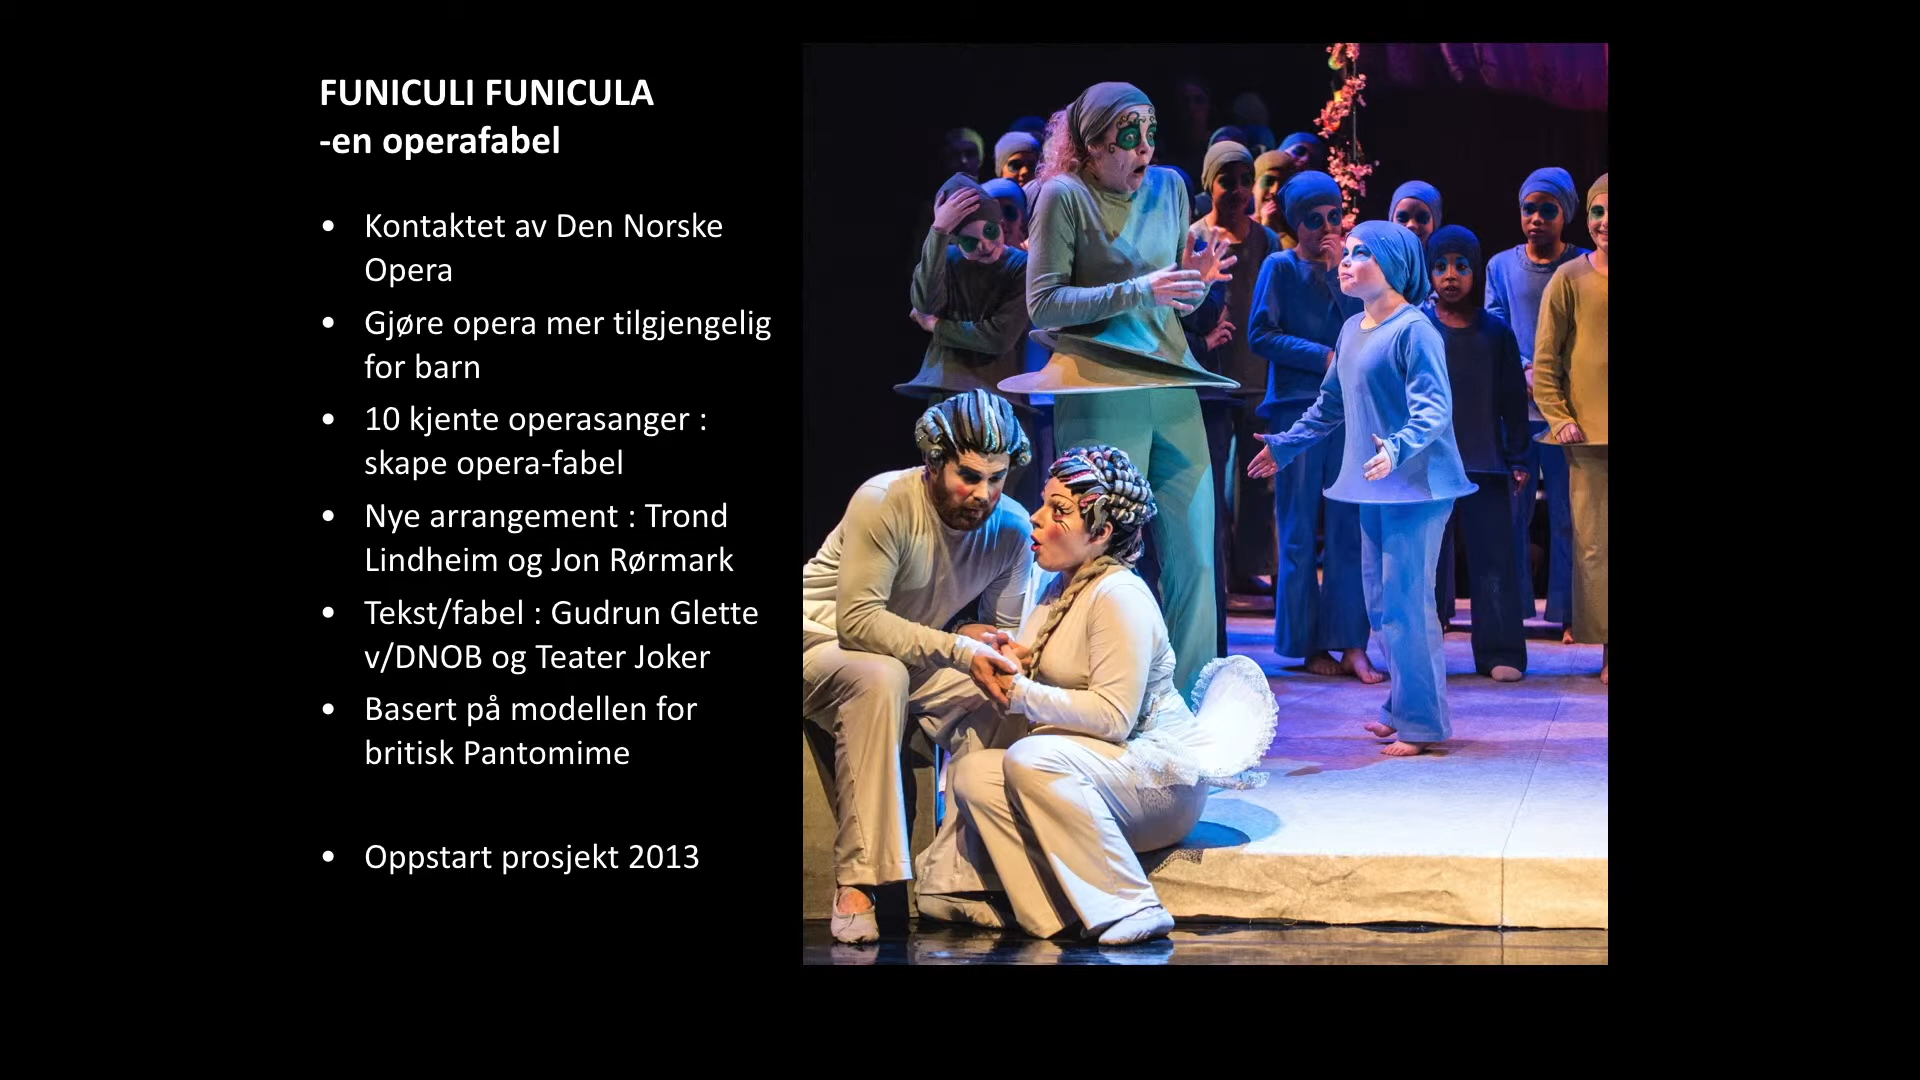 FUNICULI FUNICULA
-en operafabel
• Kontaktet av Den Norske
Opera
• Gjøre opera mer tilgjengelig
for barn
• 10 kjente operasanger :
skape opera-fabel
• Nye arrangement : Trond
Lindheim og Jon Rørmark
• Tekst/fabel : Gudrun Glette
v/DNOB og Teater Joker
• Basert på modellen for
britisk Pantomime
• Oppstart prosjekt 2013